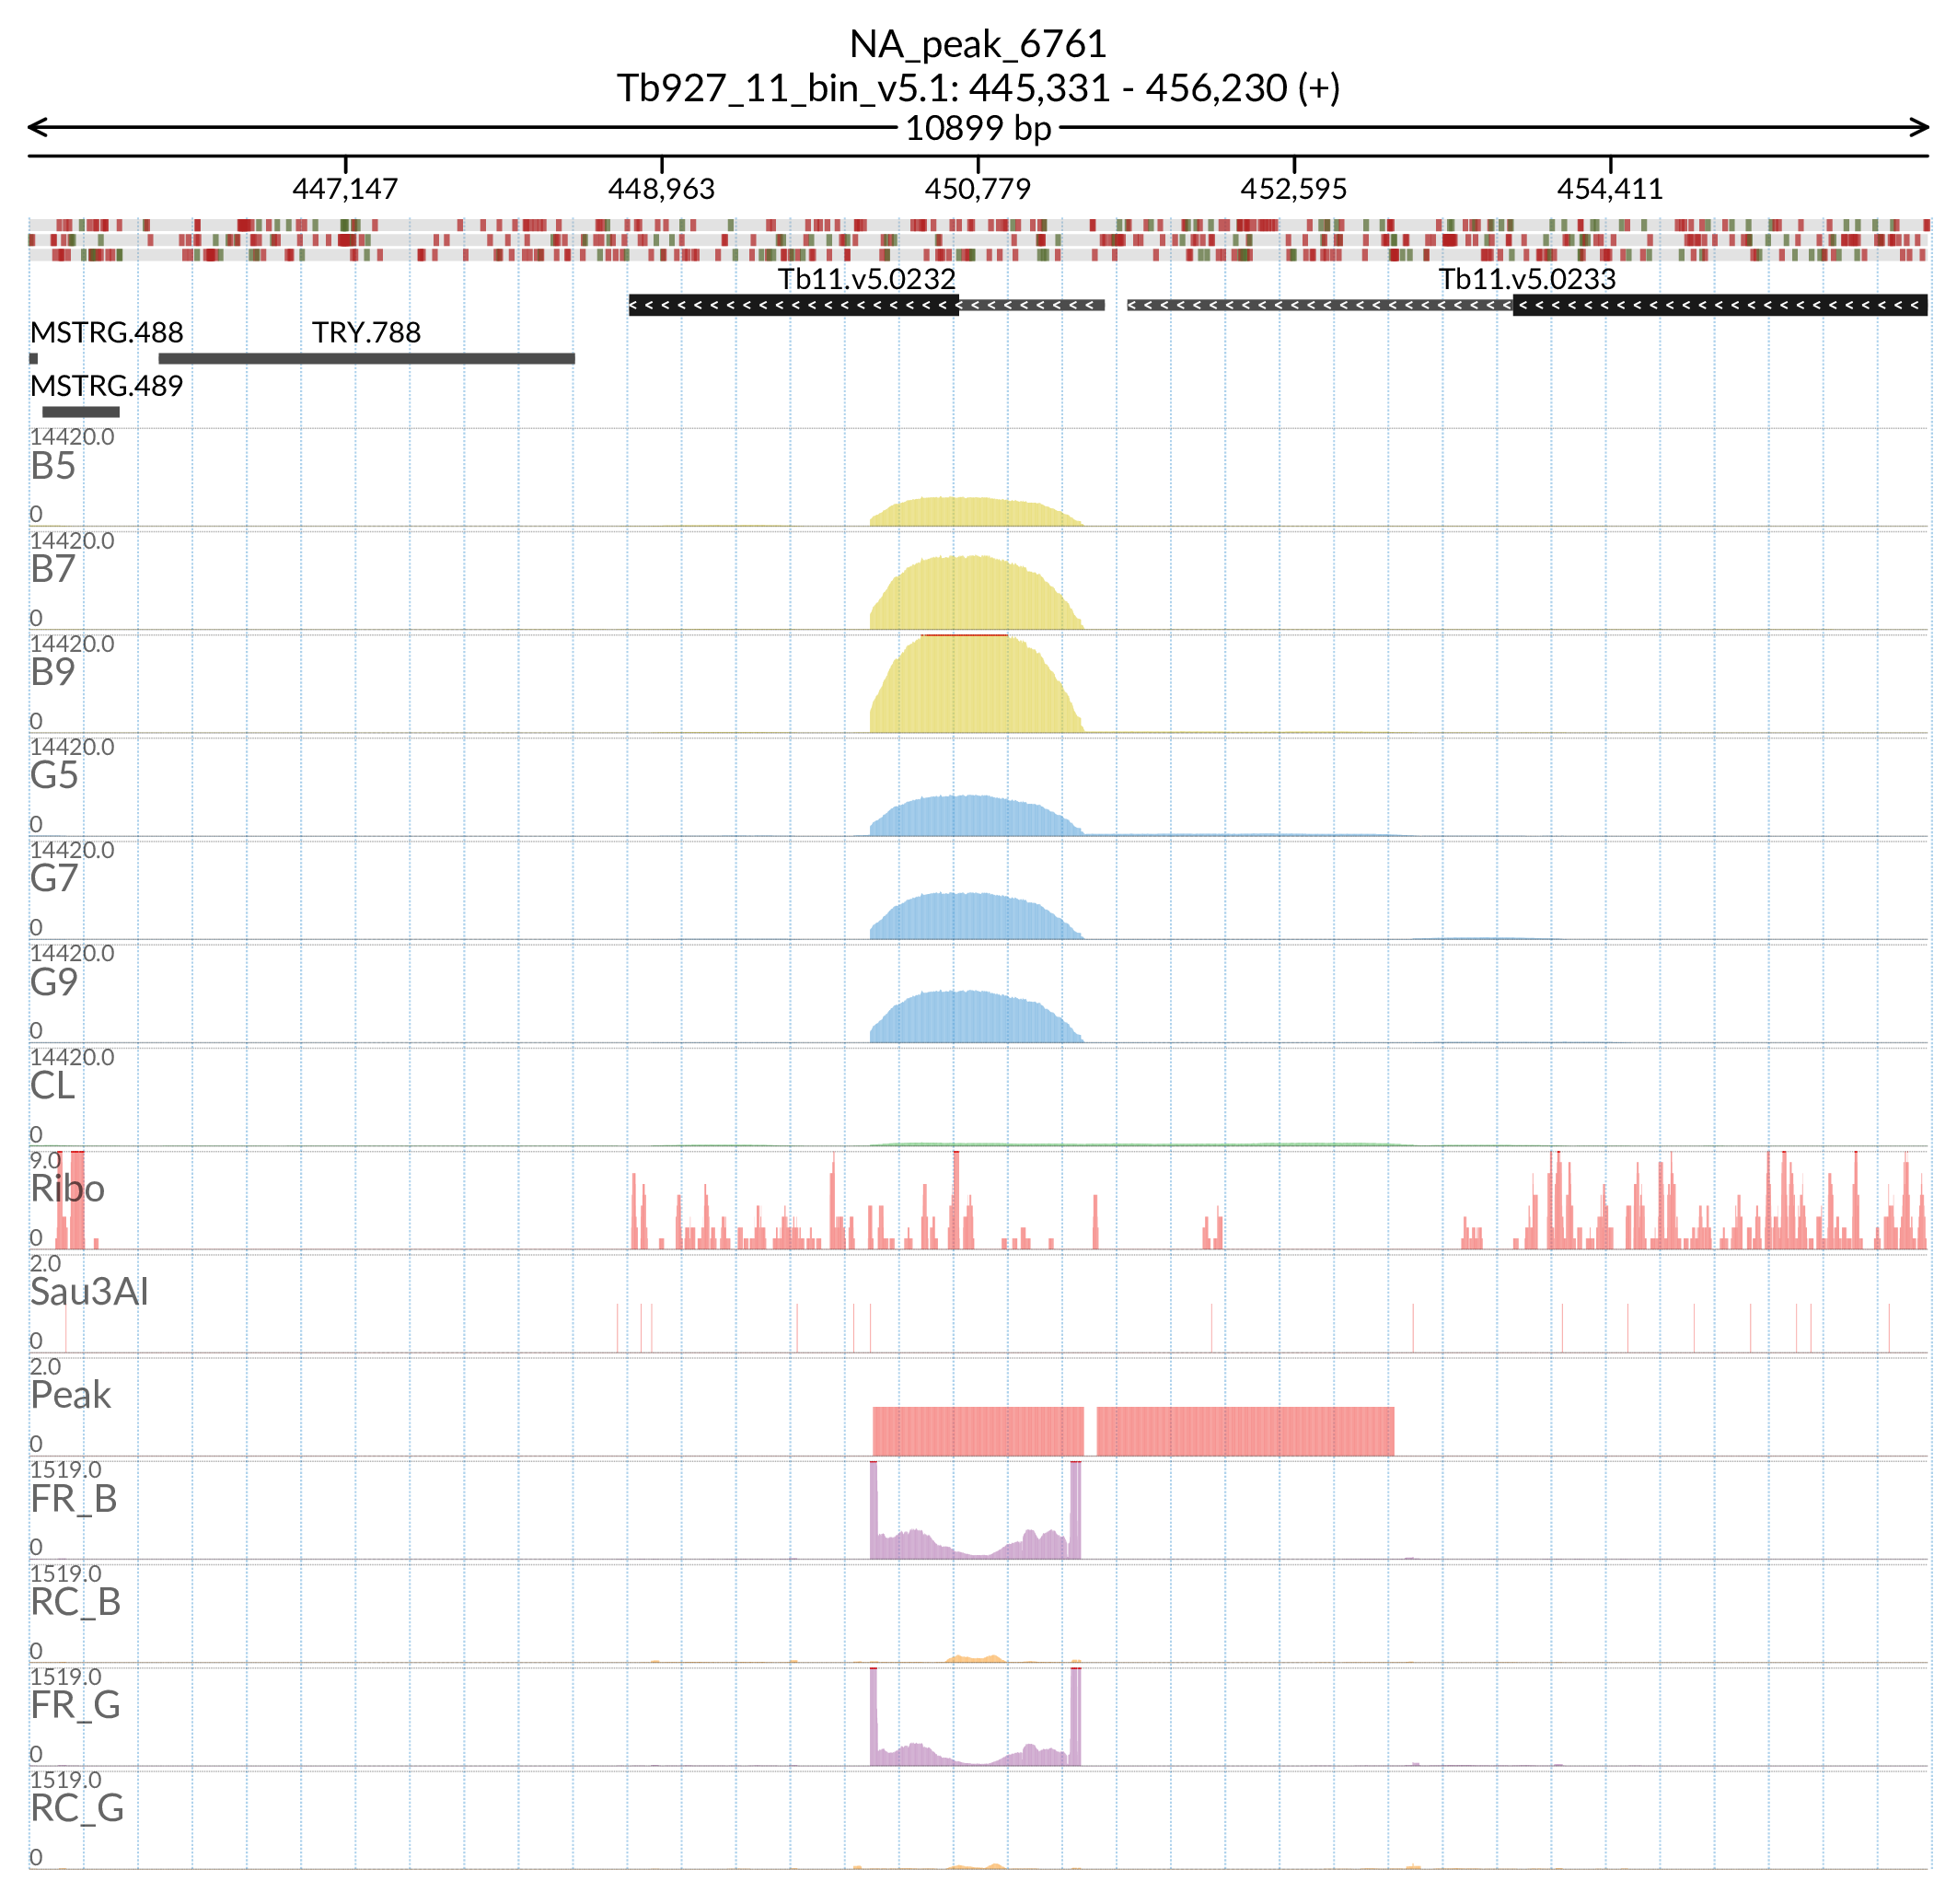 NA_peak_6761
Tb927_11_bin_v5.1: 445,331 - 456,230 (+)
10899 bp
447,147 448,963 450,779 452,595 454,411
Tb11.v5.0232 Tb11.v5.0233
MSTRG.488 TRY.788
MSTRG.489
14420.0
B5
0
14420.0
B7
0
14420.0
B9
0
14420.0
G5
0
14420.0
G7
0
14420.0
G9
0
14420.0
CL
0
9.0
Ribo
0
2.0
Sau3AI
0
2.0
Peak
0
1519.0
FR_B
0
1519.0
RC_B
0
1519.0
FR_G
0
1519.0
RC_G
0